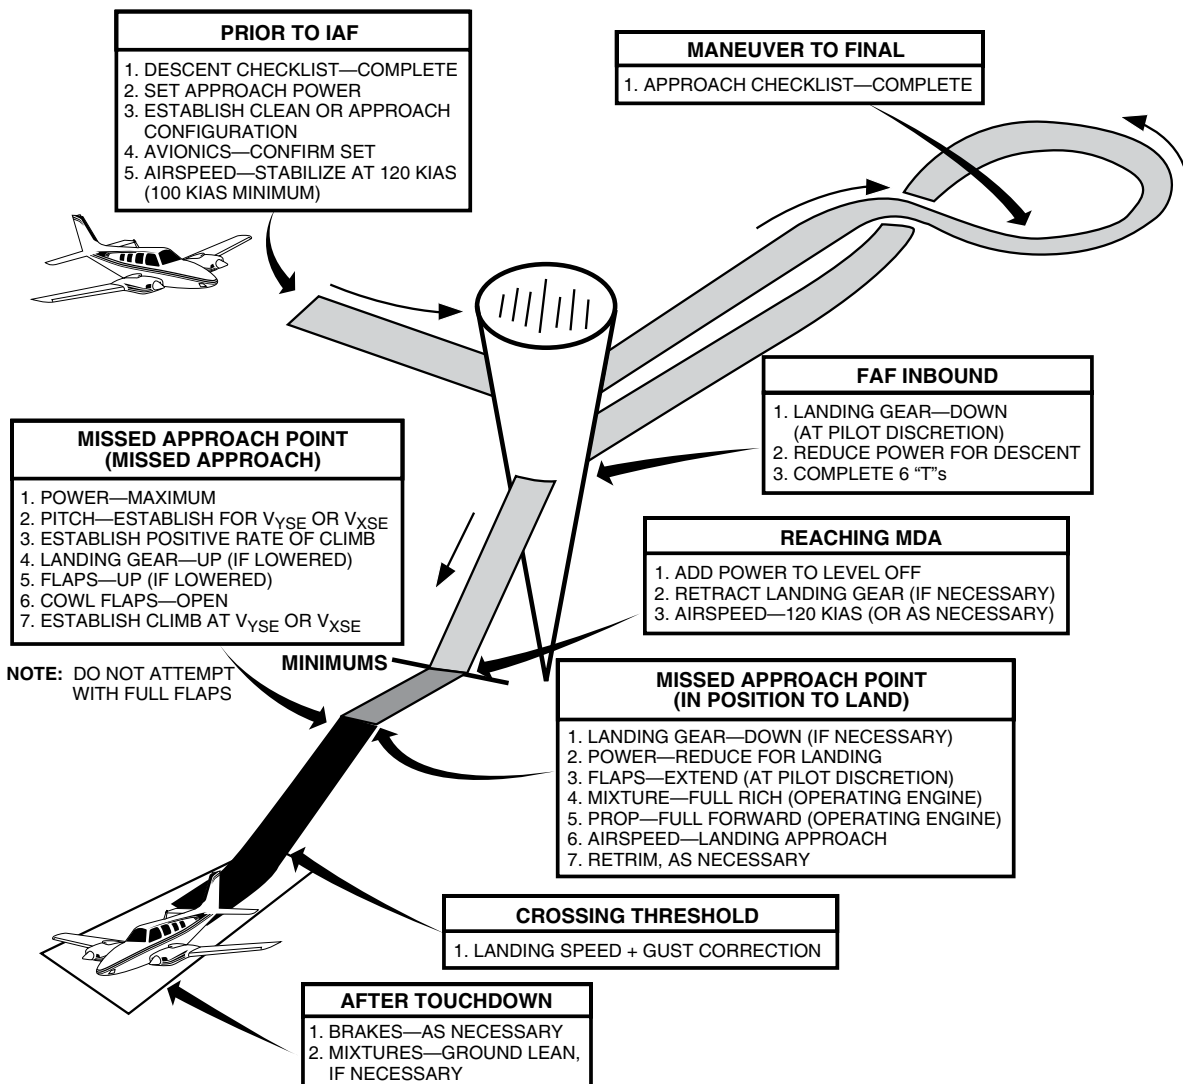 PRIOR TO IAF
1. DESCENT CHECKLIST—COMPLETE
2. SET APPROACH POWER
3. ESTABLISH CLEAN OR APPROACH
CONFIGURATION
4. AVIONICS—CONFIRM SET
5. AIRSPEED—STABILIZE AT 120 KIAS
(100 KIAS MINIMUM)
MANEUVER TO FINAL
1. APPROACH CHECKLIST—COMPLETE
FAF INBOUND
1. LANDING GEAR—DOWN
(AT PILOT DISCRETION)
2. REDUCE POWER FOR DESCENT
3. COMPLETE 6 “T”s
MISSED APPROACH POINT
(MISSED APPROACH)
1. POWER—MAXIMUM
2. PITCH—ESTABLISH FOR VYSE OR VXSE
3. ESTABLISH POSITIVE RATE OF CLIMB
4. LANDING GEAR—UP (IF LOWERED)
5. FLAPS—UP (IF LOWERED)
6. COWL FLAPS—OPEN
7. ESTABLISH CLIMB AT VYSE OR VXSE
NOTE: DO NOT ATTEMPT
WITH FULL FLAPS
REACHING MDA
1. ADD POWER TO LEVEL OFF
2. RETRACT LANDING GEAR (IF NECESSARY)
3. AIRSPEED—120 KIAS (OR AS NECESSARY)
MINIMUMS
MISSED APPROACH POINT
(IN POSITION TO LAND)
1. LANDING GEAR—DOWN (IF NECESSARY)
2. POWER—REDUCE FOR LANDING
3. FLAPS—EXTEND (AT PILOT DISCRETION)
4. MIXTURE—FULL RICH (OPERATING ENGINE)
5. PROP—FULL FORWARD (OPERATING ENGINE)
6. AIRSPEED—LANDING APPROACH
7. RETRIM, AS NECESSARY
CROSSING THRESHOLD
1. LANDING SPEED + GUST CORRECTION
AFTER TOUCHDOWN
1. BRAKES—AS NECESSARY
2. MIXTURES—GROUND LEAN,
IF NECESSARY